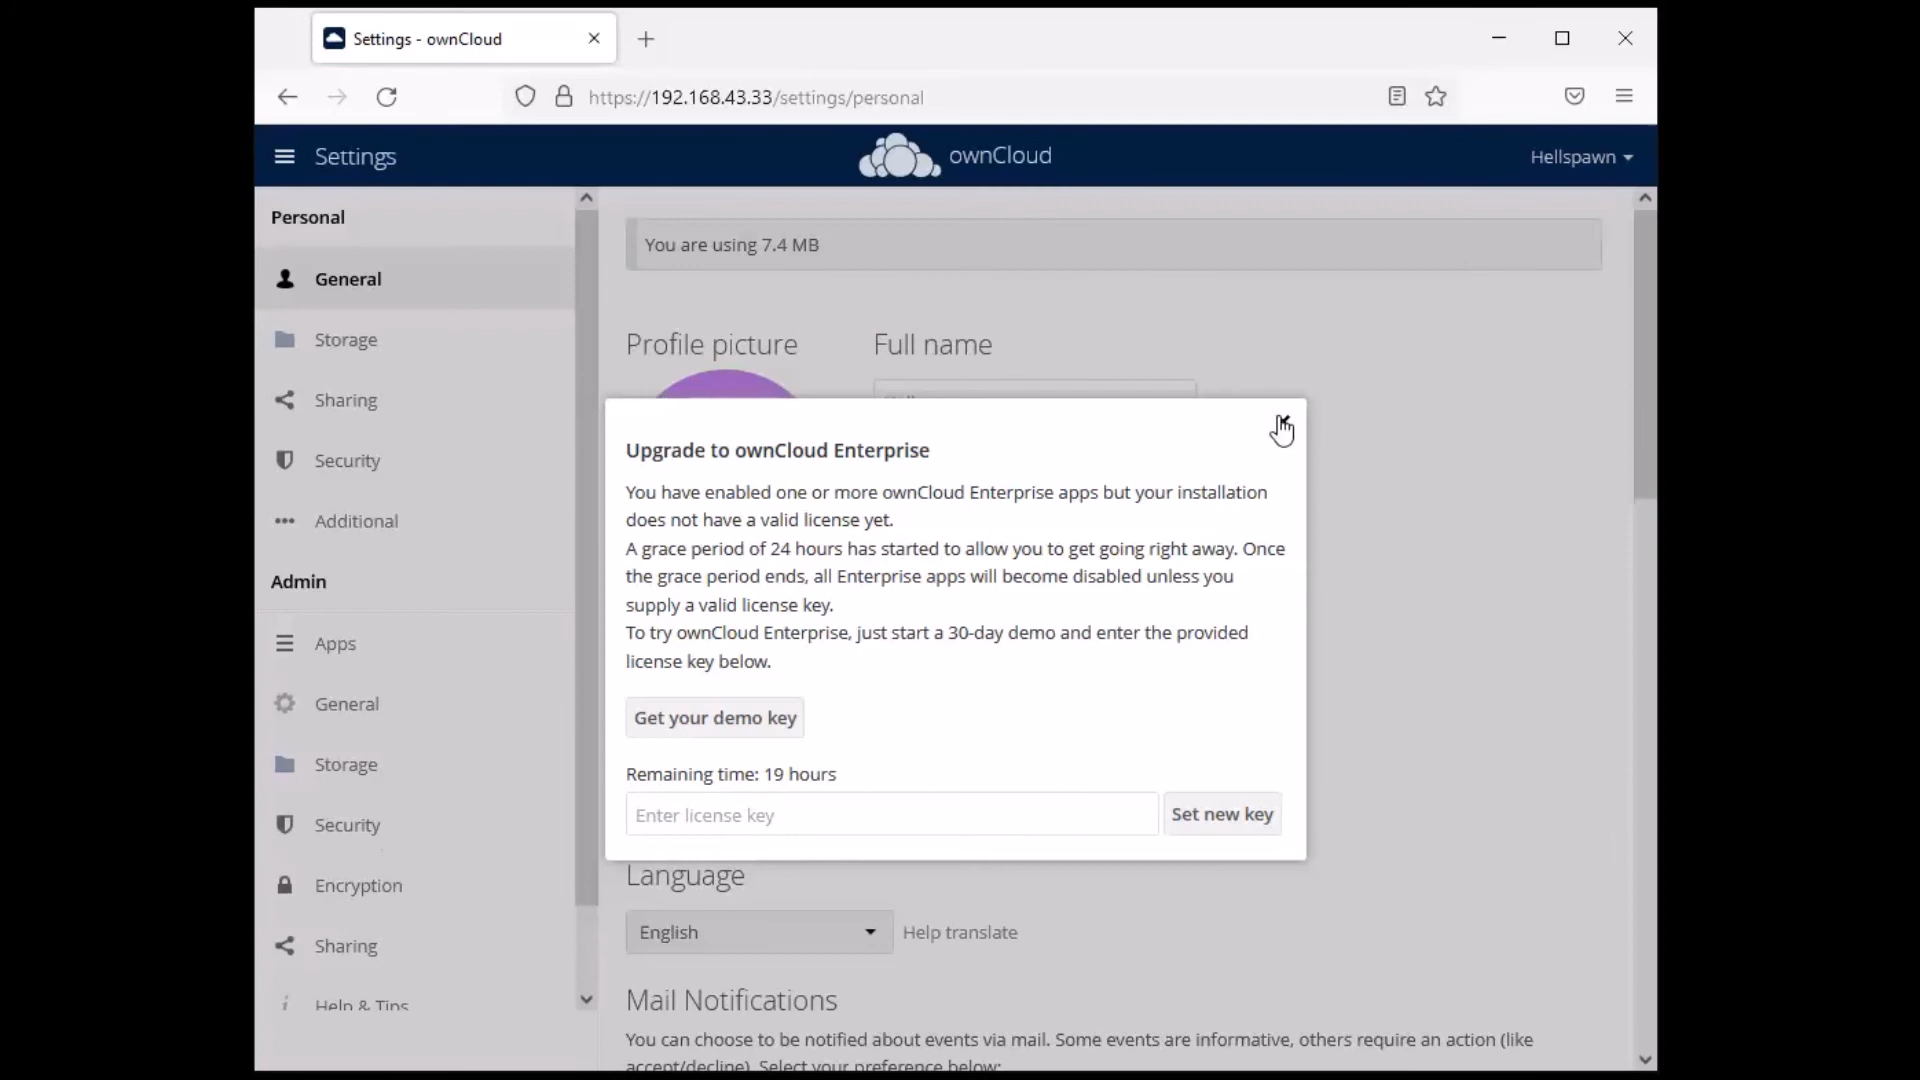 Settings - ownCloud
https://192.168.43.33/settings/personal
Settings
ownCloud
Hellspawn
Personal
General
Storage
Sharing
Security
Additional
Admin
Apps
General
Storage
Security
Encryption
Sharing
Help & Tips
You are using 7.4 MB
Profile picture
Full name
Upgrade to ownCloud Enterprise
You have enabled one or more ownCloud Enterprise apps but your installation
does not have a valid license yet.
A grace period of 24 hours has started to allow you to get going right away. Once
the grace period ends, all Enterprise apps will become disabled unless you
supply a valid license key.
To try ownCloud Enterprise, just start a 30-day demo and enter the provided
license key below.
Get your demo key
Remaining time: 19 hours
Enter license key
Set new key
Language
English
Help translate
Mail Notifications
You can choose to be notified about events via mail. Some events are informative, others require an action (like
accept/decline). Select your preference below: